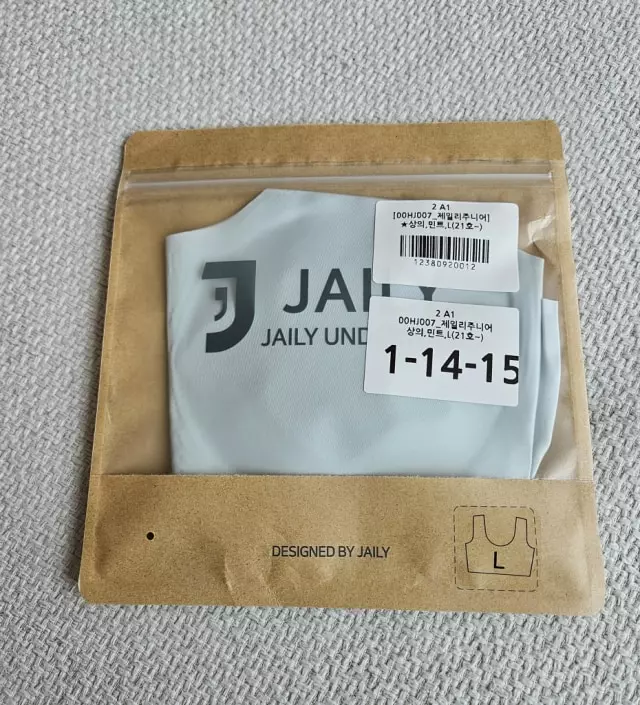 2 A1
[00HJ007_제일리주니어]
★상의,민트,L(21호~)
12380920012
JAILY
JAILY UND
2 A1
00HJ007_제일리주니어
상의,민트,L(21호~)
1-14-15
DESIGNED BY JAILY
L